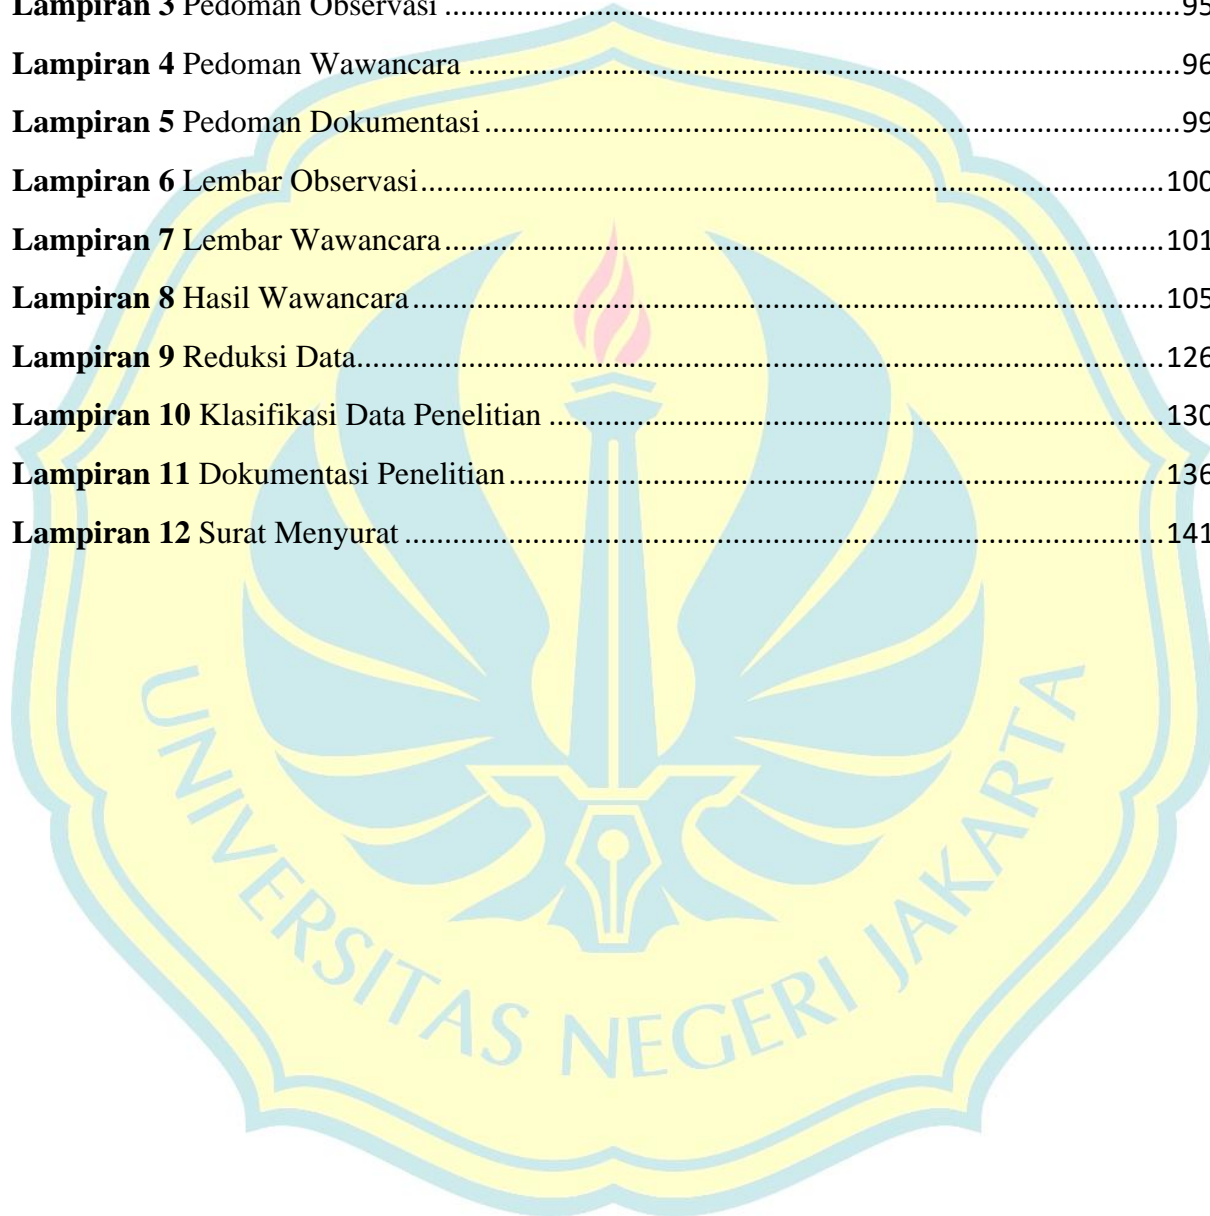 Lampiran 3 Pedoman Observasi ........................................................................................95
Lampiran 4 Pedoman Wawancara .....................................................................................96
Lampiran 5 Pedoman Dokumentasi ...................................................................................99
Lampiran 6 Lembar Observasi .........................................................................................100
Lampiran 7 Lembar Wawancara ......................................................................................101
Lampiran 8 Hasil Wawancara ..........................................................................................105
Lampiran 9 Reduksi Data.................................................................................................126
Lampiran 10 Klasifikasi Data Penelitian .........................................................................130
Lampiran 11 Dokumentasi Penelitian ..............................................................................136
Lampiran 12 Surat Menyurat ...........................................................................................141
UNIVERSITAS NEGERI JAKARTA